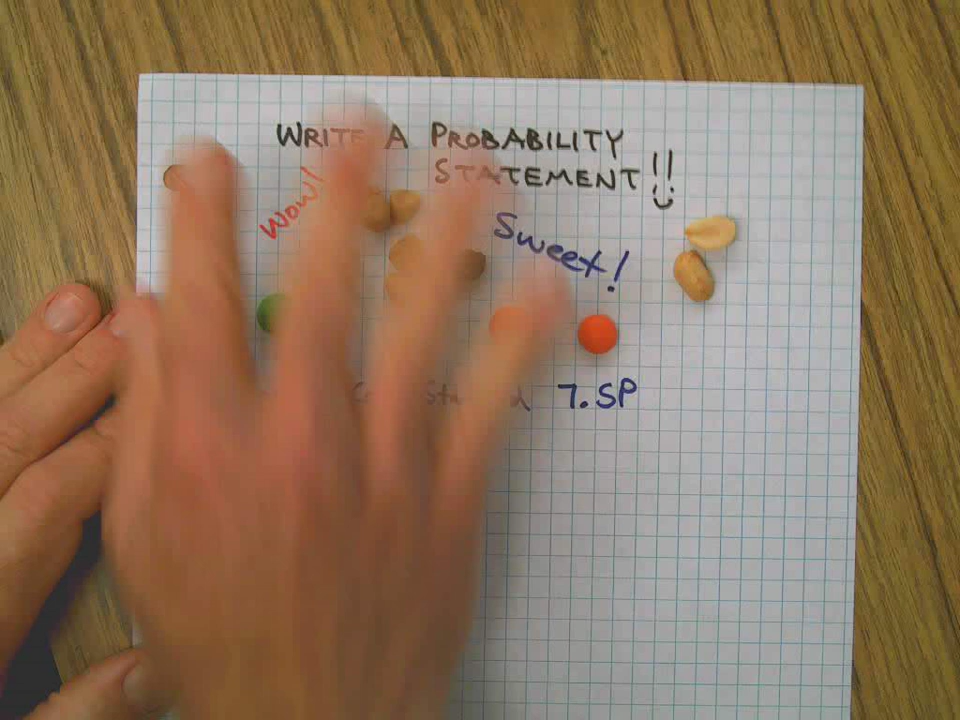 WRITE A PROBABILITY
STATEMENT!!
WOW!
Sweet!
7.SP